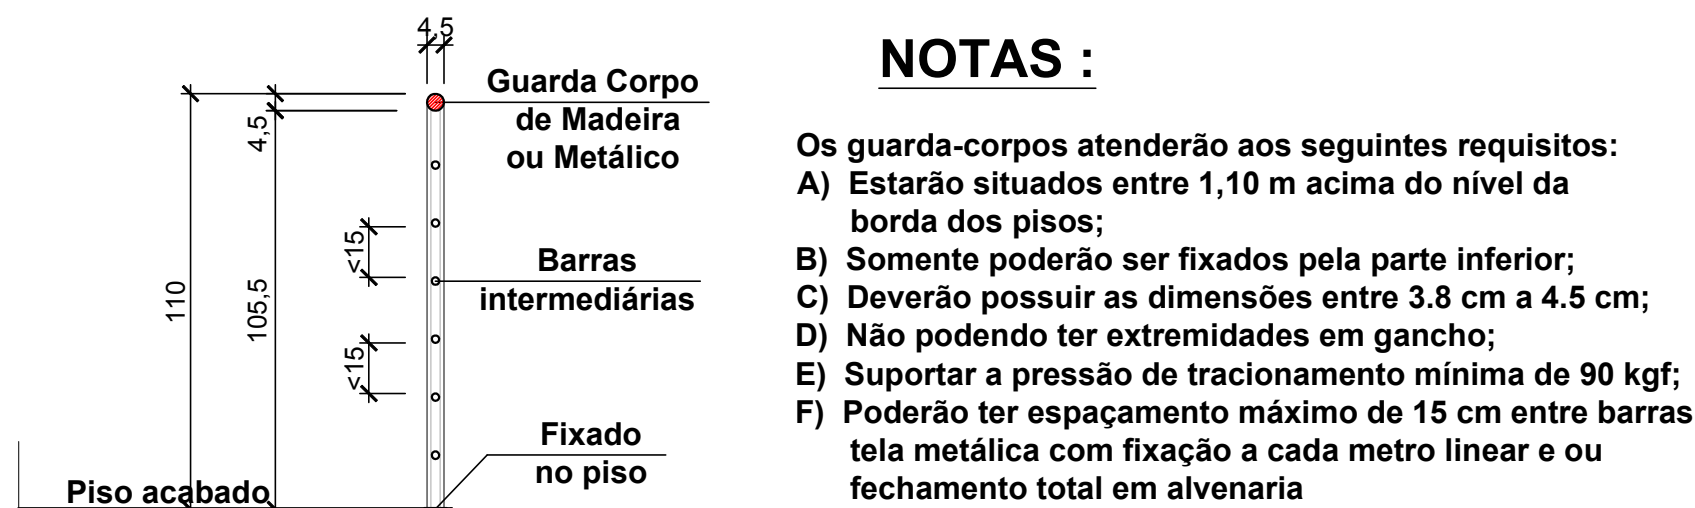 4,5
Guarda Corpo
de Madeira
ou Metálico
4,5
<15
110
105,5
Barras
intermediárias
<15
Fixado
no piso
Piso acabado
NOTAS :
Os guarda-corpos atenderão aos seguintes requisitos:
A) Estarão situados entre 1,10 m acima do nível da
borda dos pisos;
B) Somente poderão ser fixados pela parte inferior;
C) Deverão possuir as dimensões entre 3.8 cm a 4.5 cm;
D) Não podendo ter extremidades em gancho;
E) Suportar a pressão de tracionamento mínima de 90 kgf;
F) Poderão ter espaçamento máximo de 15 cm entre barras
tela metálica com fixação a cada metro linear e ou
fechamento total em alvenaria